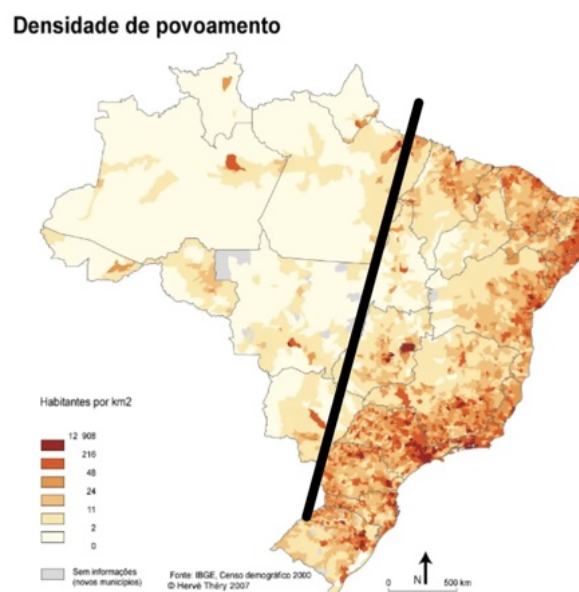 Densidade de povoamento
Habitantes por km2
12 908
216
48
24
11
2
0
Sem informações
(novos municípios)
Fonte: IBGE, Censo demográfico 2000
© Hervé Théry 2007
N
0 500 km